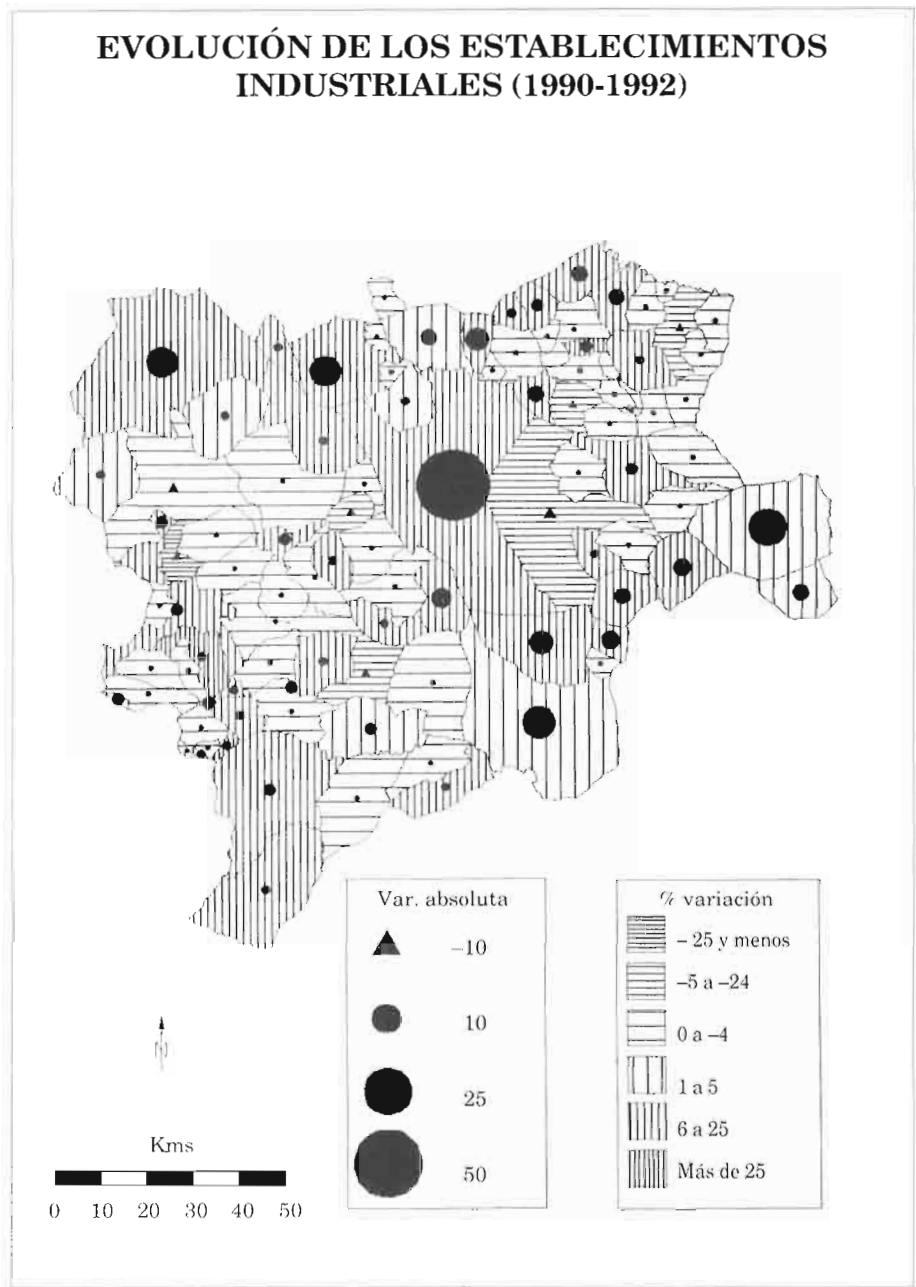 EVOLUCIÓN DE LOS ESTABLECIMIENTOS
INDUSTRIALES (1990-1992)
Var. absoluta
–10
10
25
50
% variación
– 25 y menos
–5 a –24
0 a –4
1 a 5
6 a 25
Más de 25
Kms
0 10 20 30 40 50